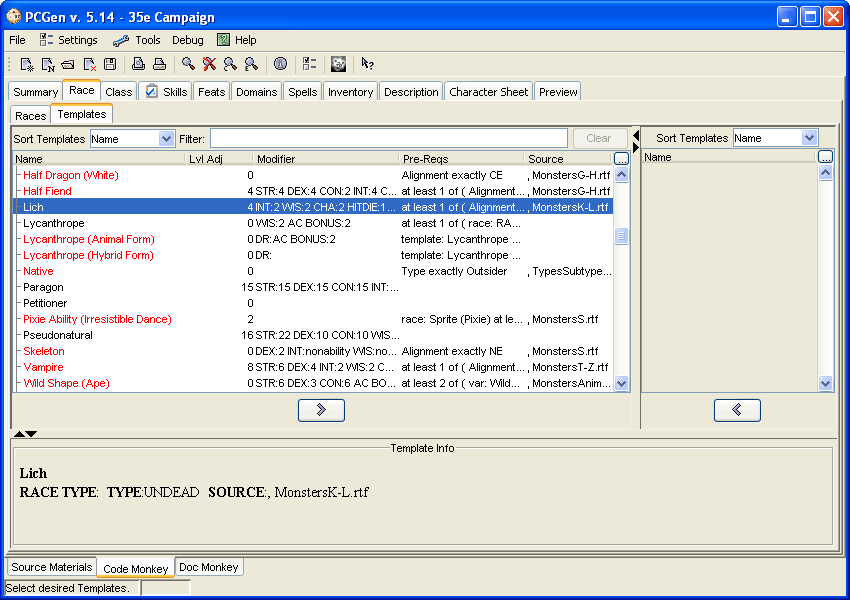 PCGen v. 5.14 - 35e Campaign
File Settings Tools Debug Help
Summary Race Class Skills Feats Domains Spells Inventory Description Character Sheet Preview
Races Templates
Sort Templates Name Filter: Clear Sort Templates Name
Name Lvl Adj Modifier Pre-Reqs Source ... Name ...
Half Dragon (White) 0 Alignment exactly CE , MonstersG-H.rtf
Half Fiend 4 STR:4 DEX:4 CON:2 INT:4 C... at least 1 of ( Alignment... , MonstersG-H.rtf
Lich 4 INT:2 WIS:2 CHA:2 HITDIE:1... at least 1 of ( Alignment... , MonstersK-L.rtf
Lycanthrope 0 WIS:2 AC BONUS:2 at least 1 of ( race: RA...
Lycanthrope (Animal Form) 0 DR:AC BONUS:2 template: Lycanthrope ...
Lycanthrope (Hybrid Form) 0 DR: template: Lycanthrope ...
Native 0 Type exactly Outsider , TypesSubtype...
Paragon 15 STR:15 DEX:15 CON:15 INT:...
Petitioner 0
Pixie Ability (Irresistible Dance) 2 race: Sprite (Pixie) at le... , MonstersS.rtf
Pseudonatural 16 STR:22 DEX:10 CON:10 WIS...
Skeleton 0 DEX:2 INT:nonability WIS:no... Alignment exactly NE , MonstersS.rtf
Vampire 8 STR:6 DEX:4 INT:2 WIS:2 C... at least 1 of ( Alignment... , MonstersT-Z.rtf
Wild Shape (Ape) 0 STR:6 DEX:3 CON:6 AC BO... at least 2 of ( var: Wild... , MonstersAnim...
Template Info
Lich
RACE TYPE: TYPE:UNDEAD SOURCE:, MonstersK-L.rtf
Source Materials Code Monkey Doc Monkey
Select desired Templates.